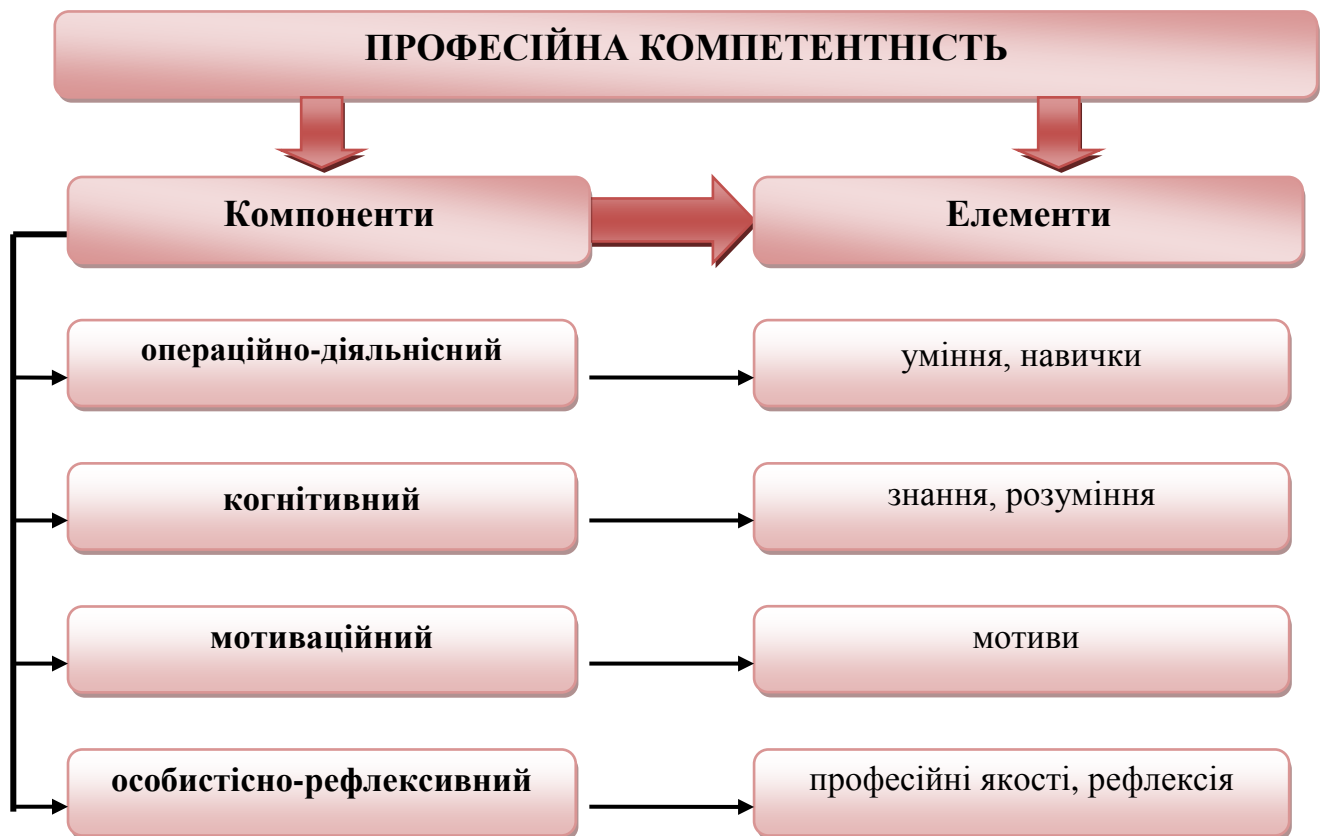 ПРОФЕСІЙНА КОМПЕТЕНТНІСТЬ
Компоненти
Елементи
операційно-діяльнісний
уміння, навички
когнітивний
знання, розуміння
мотиваційний
мотиви
особистісно-рефлексивний
професійні якості, рефлексія